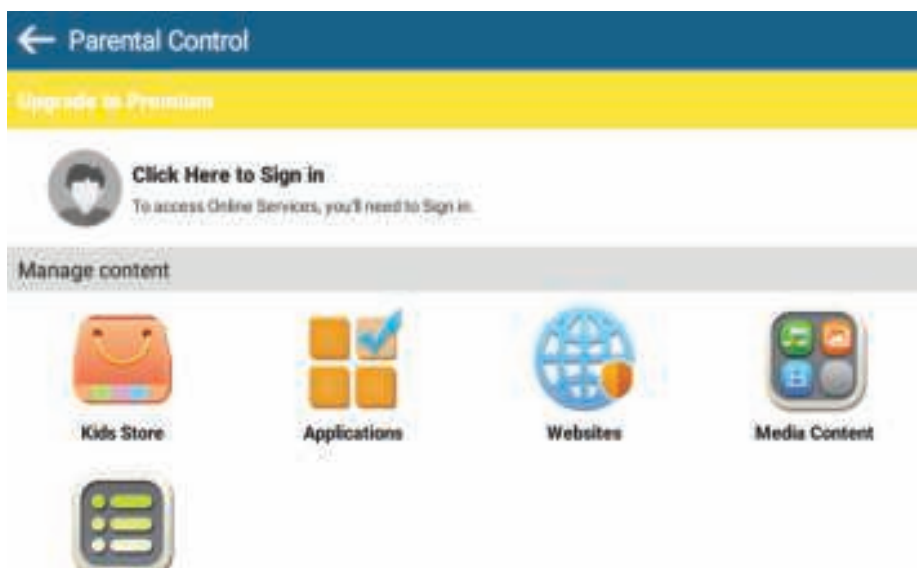 Parental Control
Upgrade to Premium
Click Here to Sign in
To access Online Services, you'll need to Sign in.
Manage content
Kids Store
Applications
Websites
Media Content